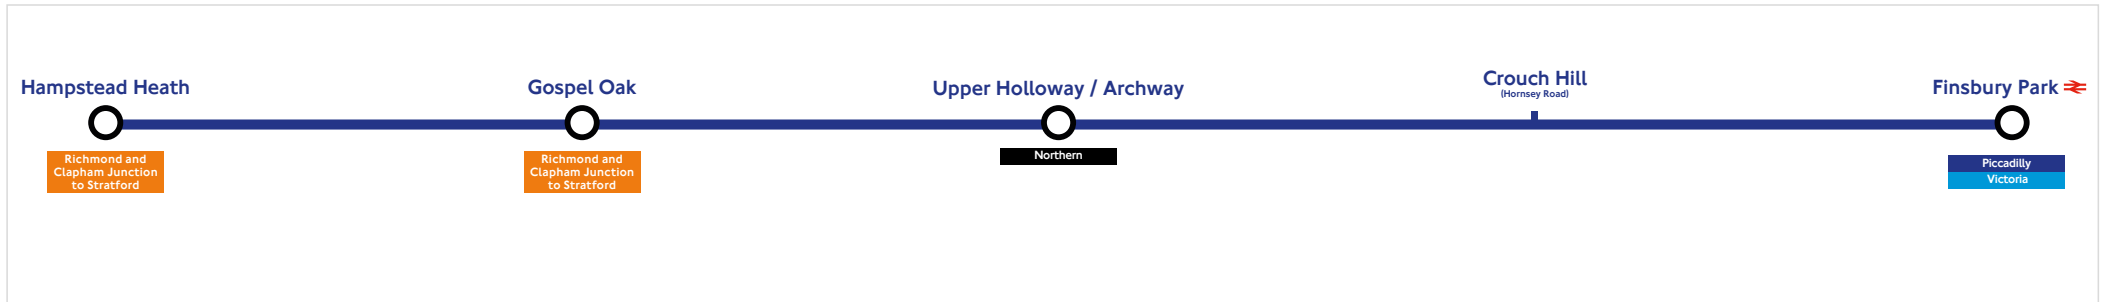 Hampstead Heath
Richmond and
Clapham Junction
to Stratford
Gospel Oak
Richmond and
Clapham Junction
to Stratford
Upper Holloway / Archway
Northern
Crouch Hill
(Hornsey Road)
Finsbury Park
Piccadilly
Victoria